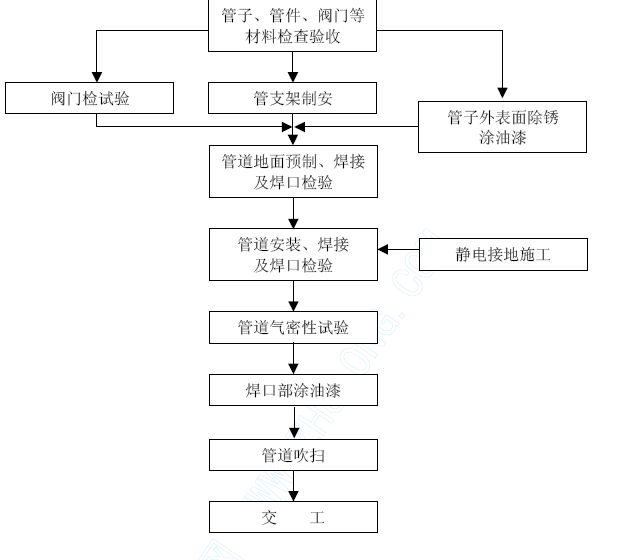 管子、管件、阀门等
材料检查验收
阀门检试验
管支架制安
管子外表面除锈
涂油漆
管道地面预制、焊接
及焊口检验
管道安装、焊接
及焊口检验
静电接地施工
管道气密性试验
焊口部涂油漆
管道吹扫
交 工